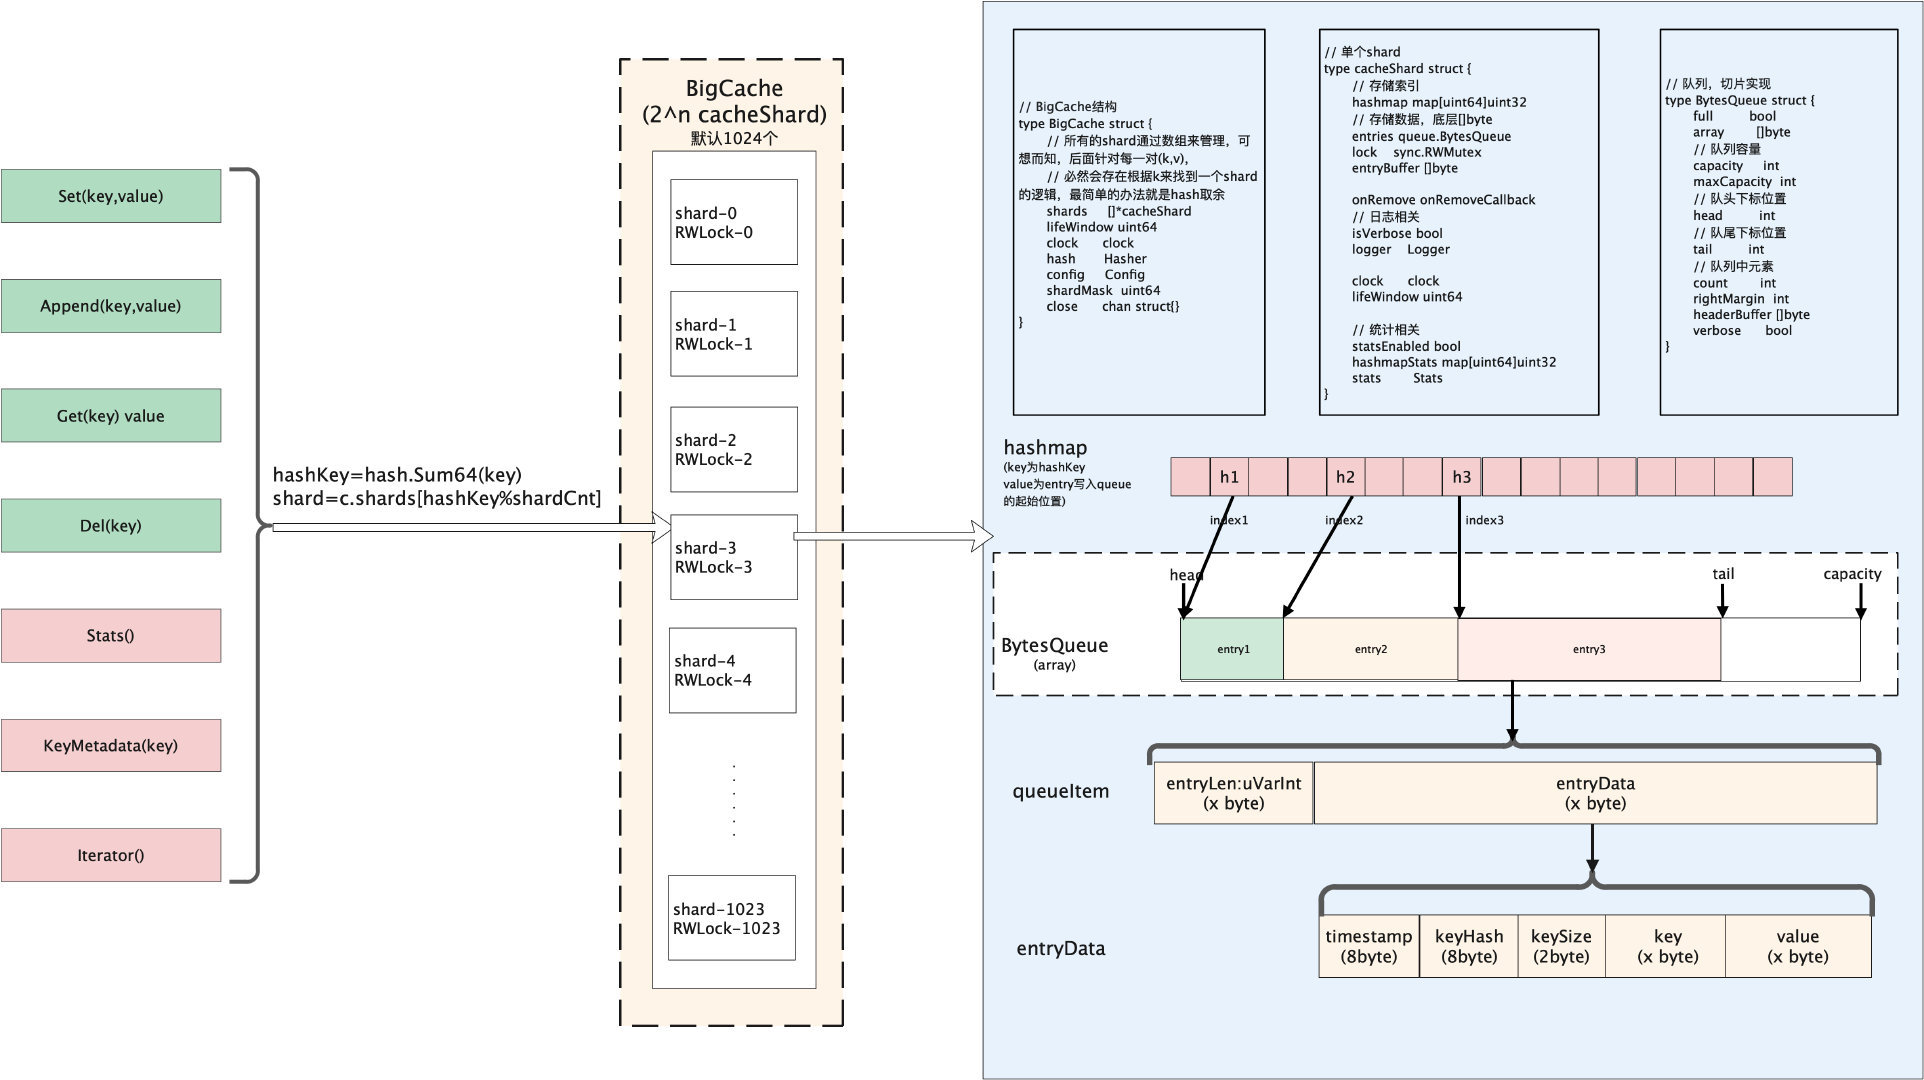 Set(key,value)
Append(key,value)
Get(key) value
Del(key)
Stats()
KeyMetadata(key)
Iterator()
hashKey=hash.Sum64(key)
shard=c.shards[hashKey%shardCnt]
BigCache
(2^n cacheShard)
默认1024个
shard-0
RWLock-0
shard-1
RWLock-1
shard-2
RWLock-2
shard-3
RWLock-3
shard-4
RWLock-4
......
shard-1023
RWLock-1023
// BigCache结构
type BigCache struct {
// 所有的shard通过数组来管理，可
想而知，后面针对每一对(k,v)，
// 必然会存在根据k来找到一个shard
的逻辑，最简单的办法就是hash取余
shards []*cacheShard
lifeWindow uint64
clock clock
hash Hasher
config Config
shardMask uint64
close chan struct{}
}
// 单个shard
type cacheShard struct {
// 存储索引
hashmap map[uint64]uint32
// 存储数据，底层[]byte
entries queue.BytesQueue
lock sync.RWMutex
entryBuffer []byte
onRemove onRemoveCallback
// 日志相关
isVerbose bool
logger Logger
clock clock
lifeWindow uint64
// 统计相关
statsEnabled bool
hashmapStats map[uint64]uint32
stats Stats
}
// 队列，切片实现
type BytesQueue struct {
full bool
array []byte
// 队列容量
capacity int
maxCapacity int
// 队头下标位置
head int
// 队尾下标位置
tail int
// 队列中元素
count int
rightMargin int
headerBuffer []byte
verbose bool
}
hashmap
(key为hashKey
value为entry写入queue
的起始位置)
h1
h2
h3
index1
index2
index3
head
tail
capacity
BytesQueue
(array)
entry1
entry2
entry3
queueItem
entryLen:uVarInt
(x byte)
entryData
(x byte)
entryData
timestamp
(8byte)
keyHash
(8byte)
keySize
(2byte)
key
(x byte)
value
(x byte)